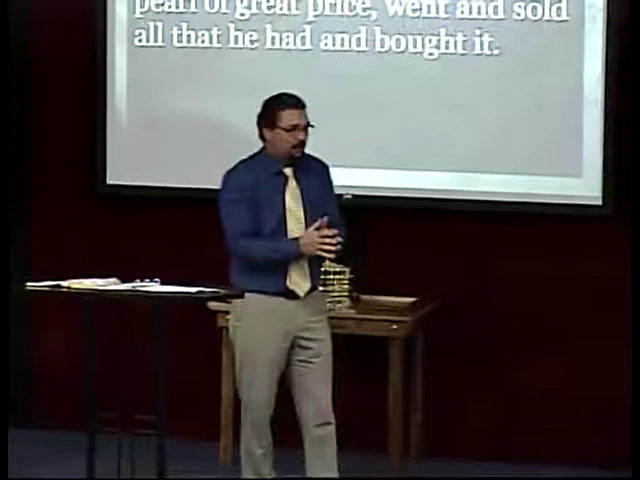 pearl of great price, went and sold
all that he had and bought it.